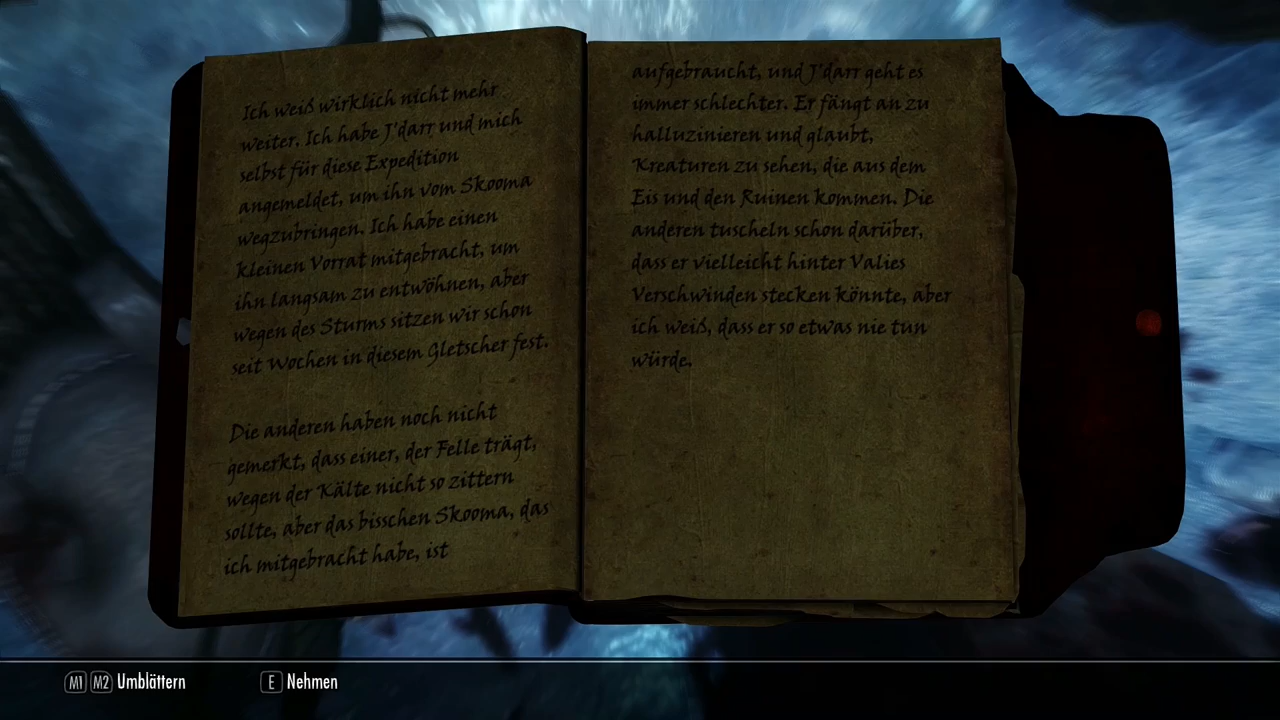 Ich weiß wirklich nicht mehr
weiter. Ich habe J'darr und mich
selbst für diese Expedition
angemeldet, um ihn vom Skooma
wegzubringen. Ich habe einen
kleinen Vorrat mitgebracht, um
ihn langsam zu entwöhnen, aber
wegen des Sturms sitzen wir schon
seit Wochen in diesem Gletscher fest.

Die anderen haben noch nicht
gemerkt, dass einer, der Felle trägt,
wegen der Kälte nicht so zittern
sollte, aber das bisschen Skooma, das
ich mitgebracht habe, ist
aufgebraucht, und J'darr geht es
immer schlechter. Er fängt an zu
halluzinieren und glaubt,
Kreaturen zu sehen, die aus dem
Eis und den Ruinen kommen. Die
anderen tuscheln schon darüber,
dass er vielleicht hinter Valies
Verschwinden stecken könnte, aber
ich weiß, dass er so etwas nie tun
würde.
M1 M2 Umblättern
E Nehmen